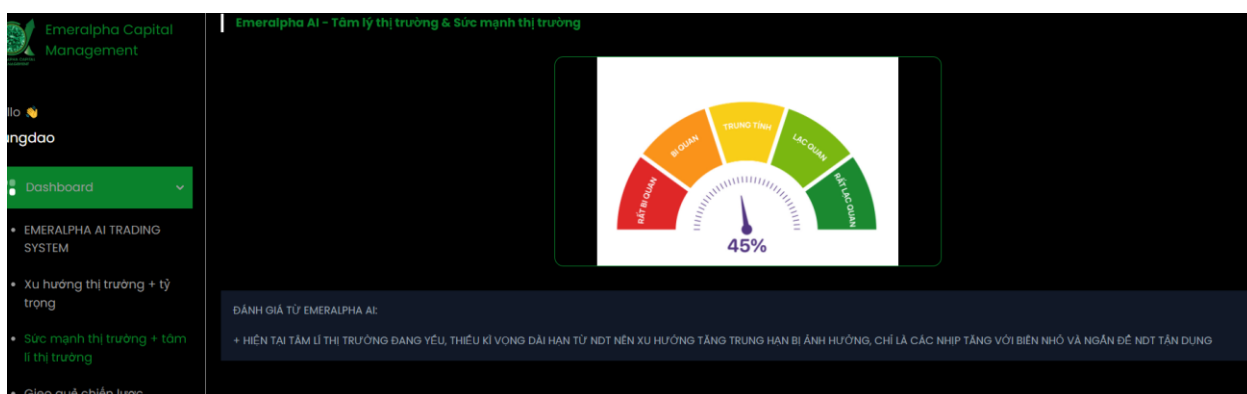 Emeralpha Capital
Management
Emeralpha AI - Tâm lý thị trường & Sức mạnh thị trường
llo 👋
ngdao
Dashboard
EMERALPHA AI TRADING
SYSTEM
Xu hướng thị trường + tỷ
trọng
Sức mạnh thị trường + tâm
lí thị trường
Gieo quẻ chiến lược
RẤT BI QUAN
BI QUAN
TRUNG TÍNH
LẠC QUAN
RẤT LẠC QUAN
45%
ĐÁNH GIÁ TỪ EMERALPHA AI:
+ HIỆN TẠI TÂM LÍ THỊ TRƯỜNG ĐANG YẾU, THIẾU KÌ VỌNG DÀI HẠN TỪ NDT NÊN XU HƯỚNG TĂNG TRUNG HẠN BỊ ẢNH HƯỞNG, CHỈ LÀ CÁC NHỊP TĂNG VỚI BIÊN NHỎ VÀ NGẮN ĐỂ NDT TẬN DỤNG